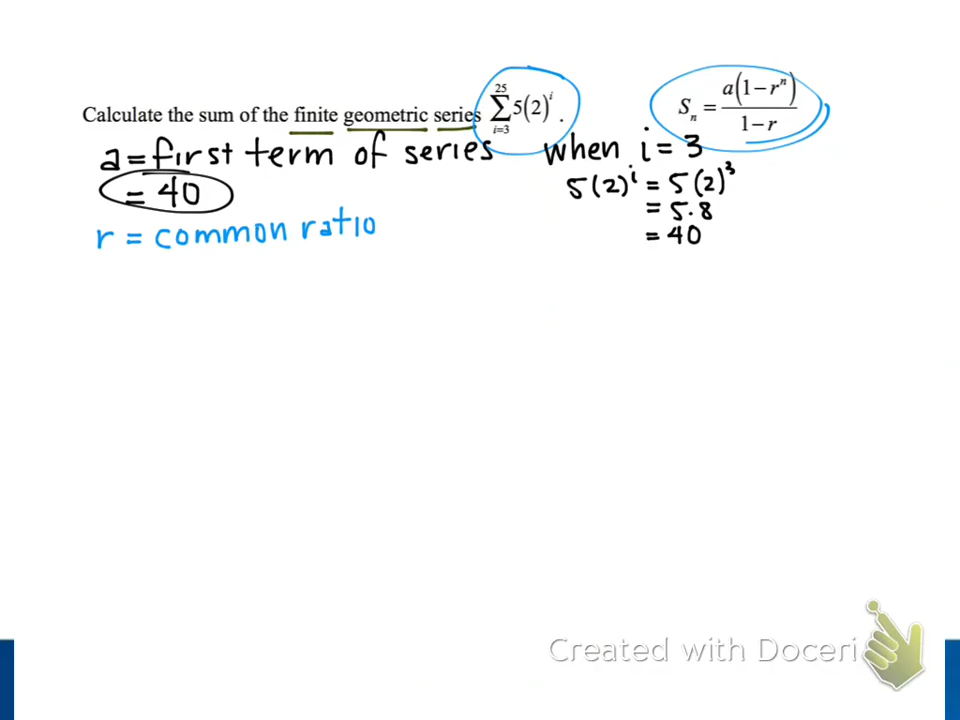 Calculate the sum of the finite geometric series ∑_{i=3}^{25} 5(2)^i .
S_n = a(1−r^n) / 1−r
a = first term of series
= 40
r = common ratio
when i = 3
5(2)^i = 5(2)^3
= 5·8
= 40
Created with Doceri